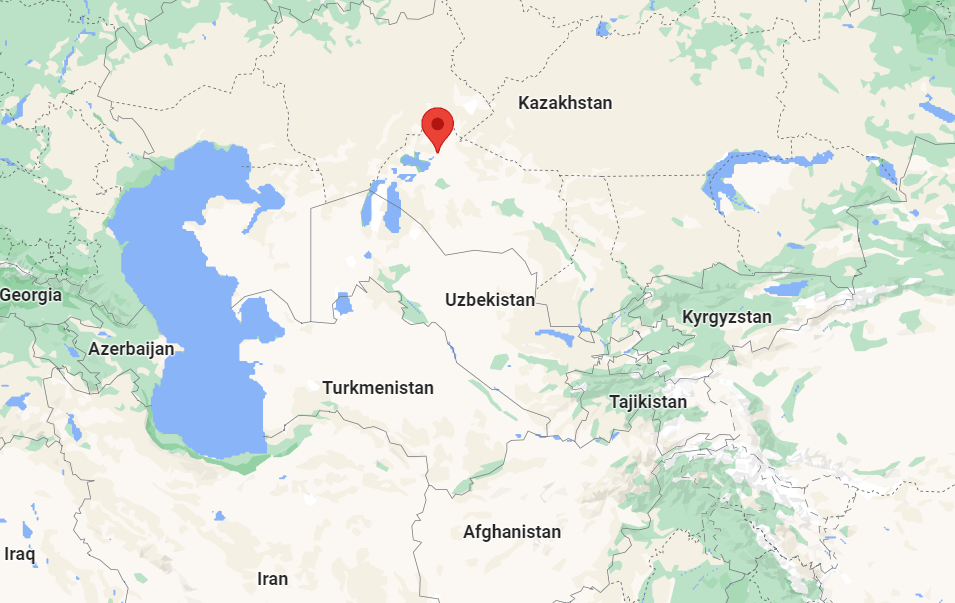 Kazakhstan
Georgia
Uzbekistan
Kyrgyzstan
Azerbaijan
Turkmenistan
Tajikistan
Afghanistan
Iraq
Iran